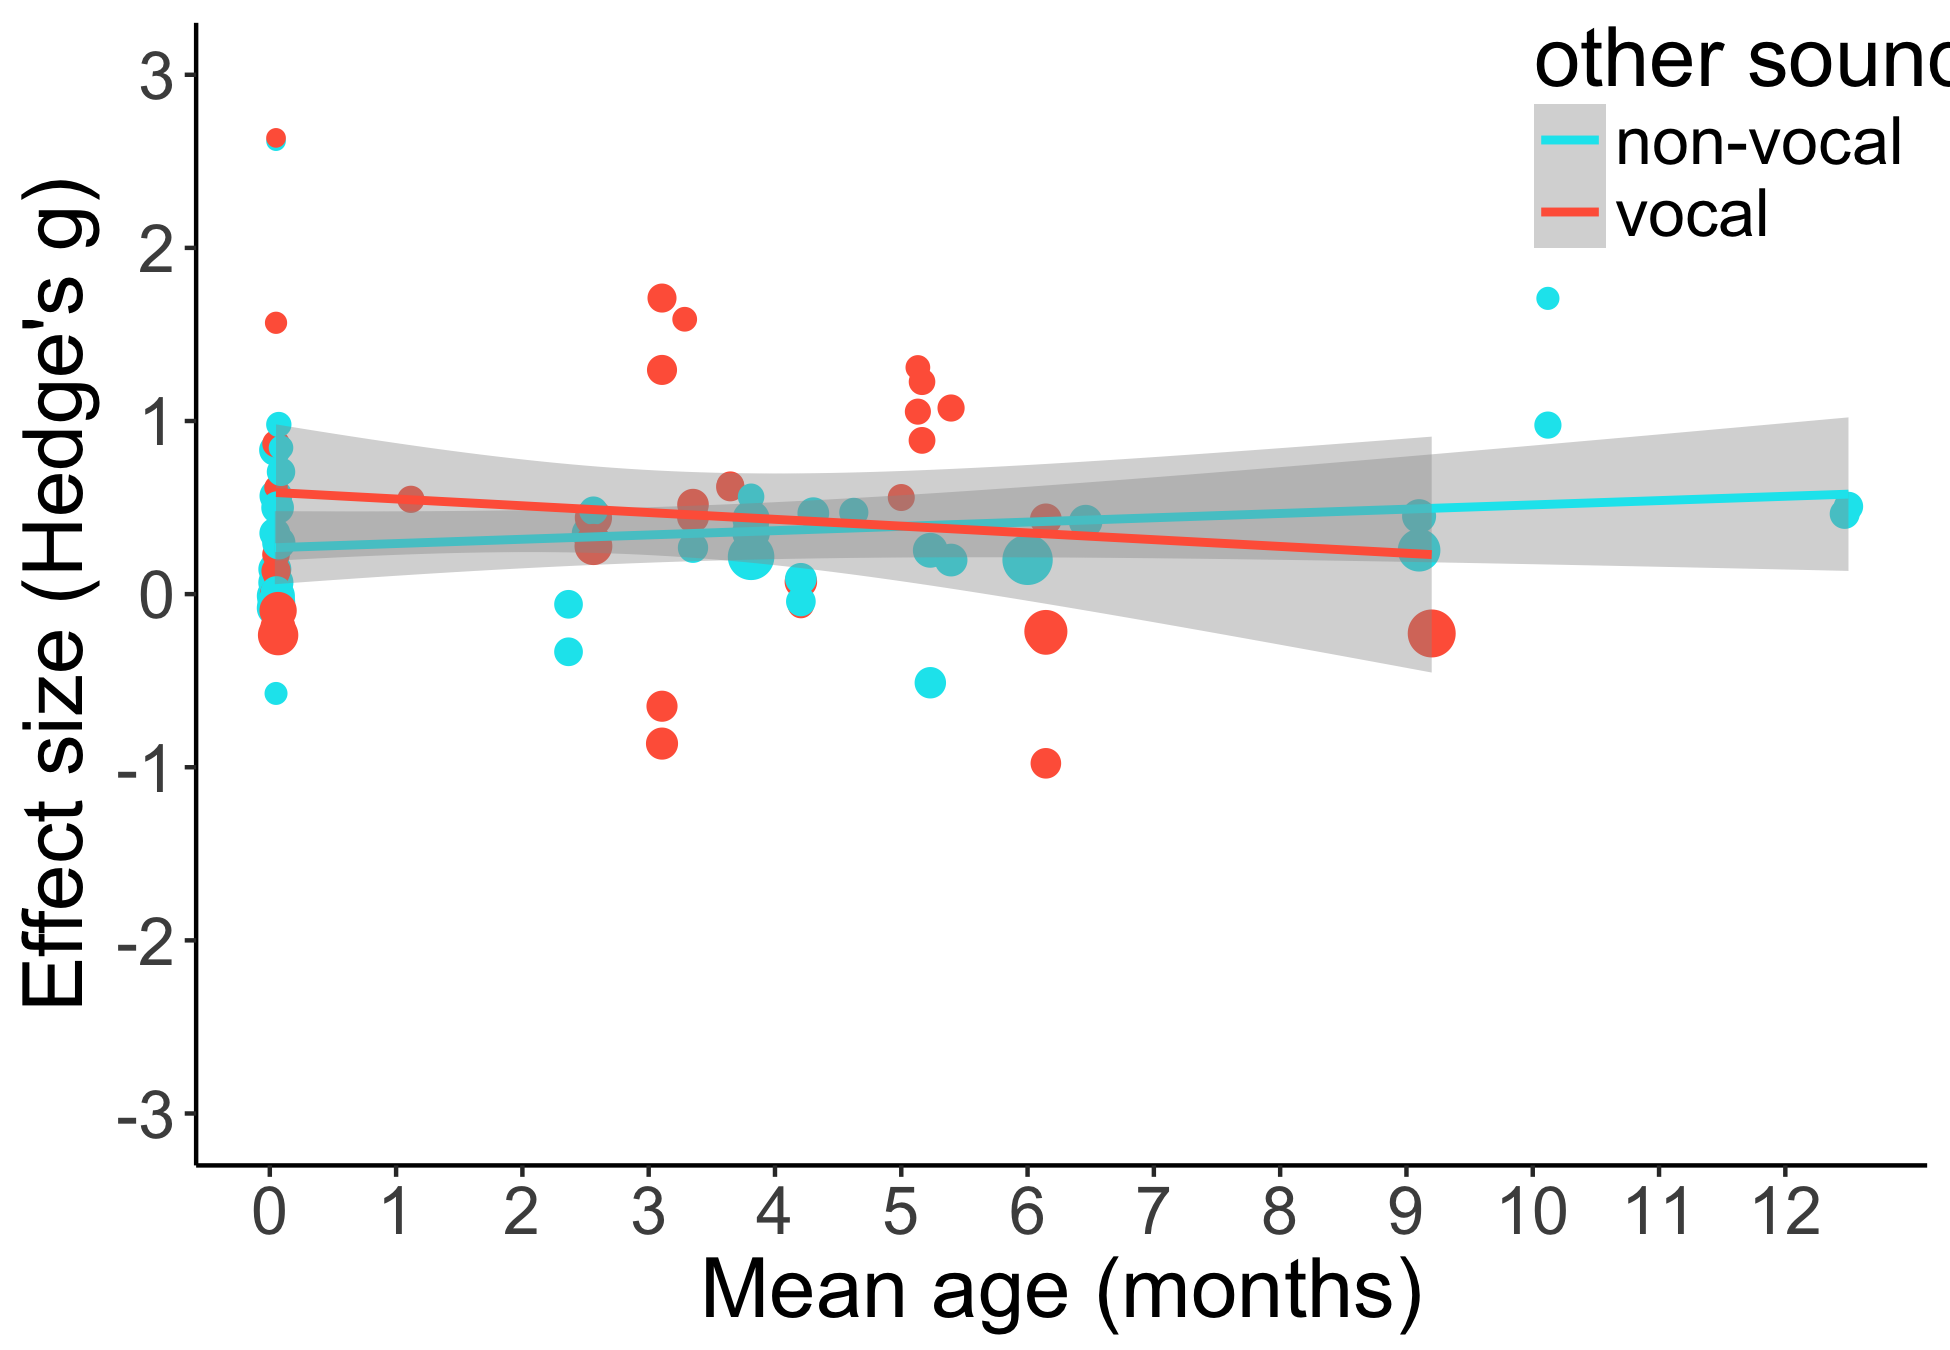 other sound
non-vocal
vocal
Effect size (Hedge's g)
3
2
1
0
-1
-2
-3
0 1 2 3 4 5 6 7 8 9 10 11 12
Mean age (months)